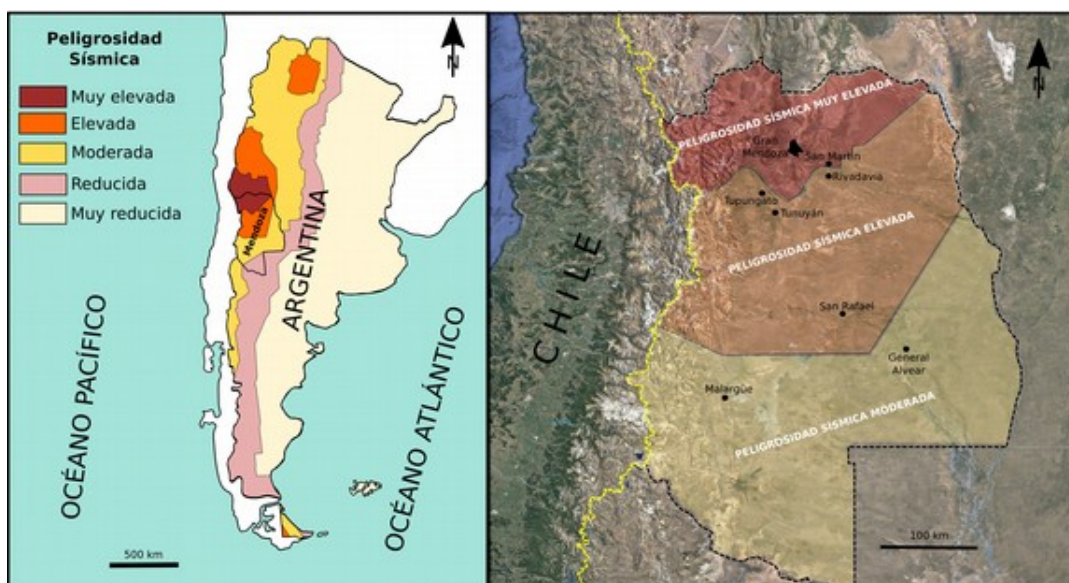 Peligrosidad
Sísmica
Muy elevada
Elevada
Moderada
Reducida
Muy reducida
N
Mendoza
ARGENTINA
OCÉANO PACÍFICO
OCÉANO ATLÁNTICO
500 km
N
CHILE
PELIGROSIDAD SÍSMICA MUY ELEVADA
Gran
Mendoza
San Martín
Rivadavia
Tupungato
Tunuyán
PELIGROSIDAD SÍSMICA ELEVADA
San Rafael
General
Alvear
Malargüe
PELIGROSIDAD SÍSMICA MODERADA
100 km